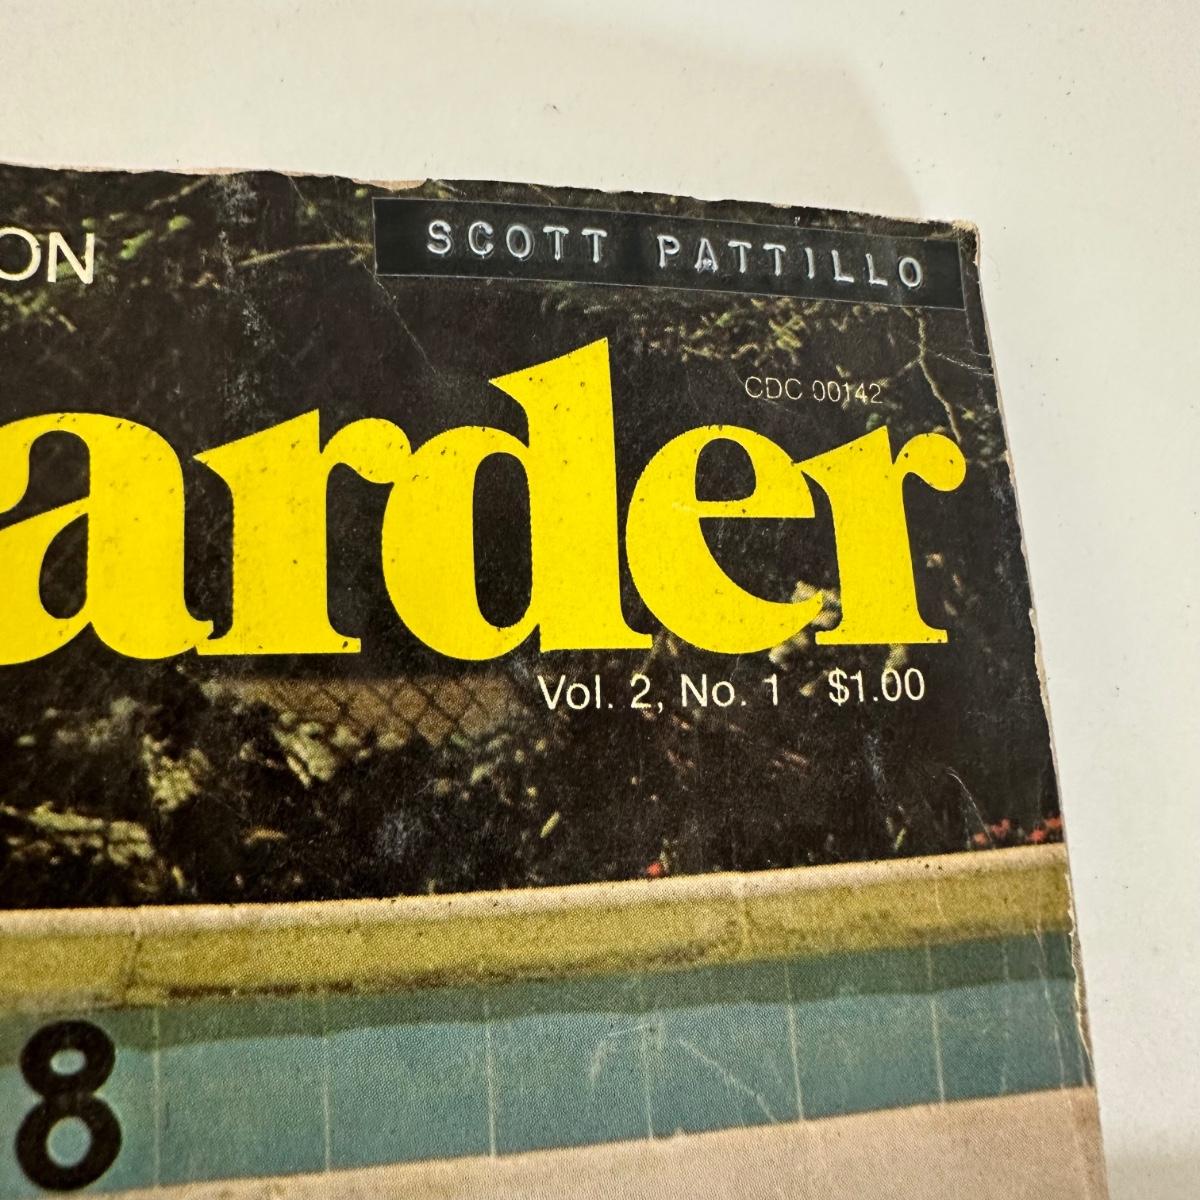 ON
SCOTT PATTILLO
CDC 00142
arder
Vol. 2, No. 1 $1.00
8